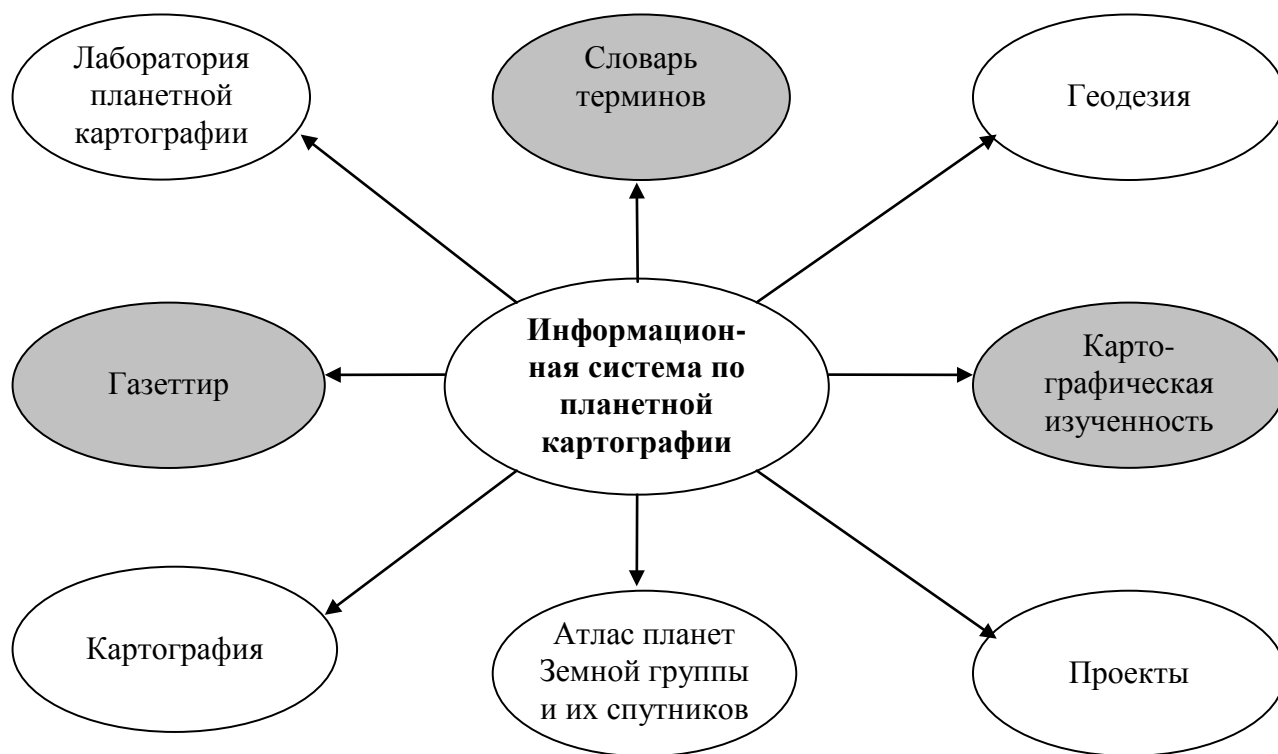 Лаборатория
планетной
картографии
Словарь
терминов
Геодезия
Газеттир
Информацион-
ная система по
планетной
картографии
Карто-
графическая
изученность
Картография
Атлас планет
Земной группы
и их спутников
Проекты